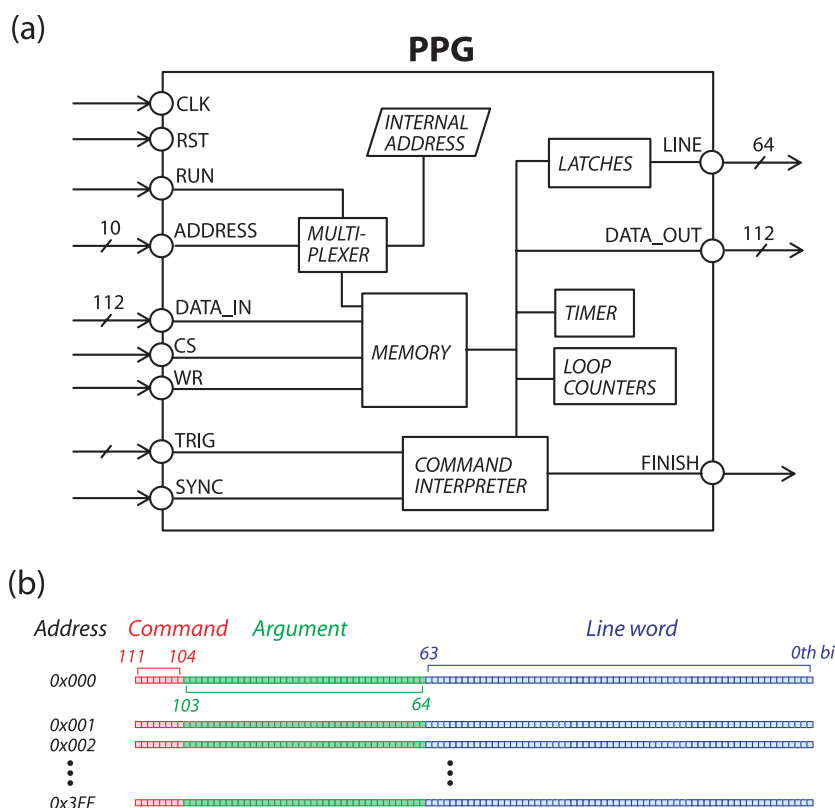 (a)
PPG
CLK
RST
RUN
10
ADDRESS
112
DATA_IN
CS
WR
TRIG
SYNC
INTERNAL
ADDRESS
MULTI-
PLEXER
MEMORY
COMMAND
INTERPRETER
LATCHES
LINE
64
DATA_OUT
112
TIMER
LOOP
COUNTERS
FINISH
(b)
Address Command Argument Line word
111 104 63 0th bi
0x000
103 64
0x001
0x002
0x3FF